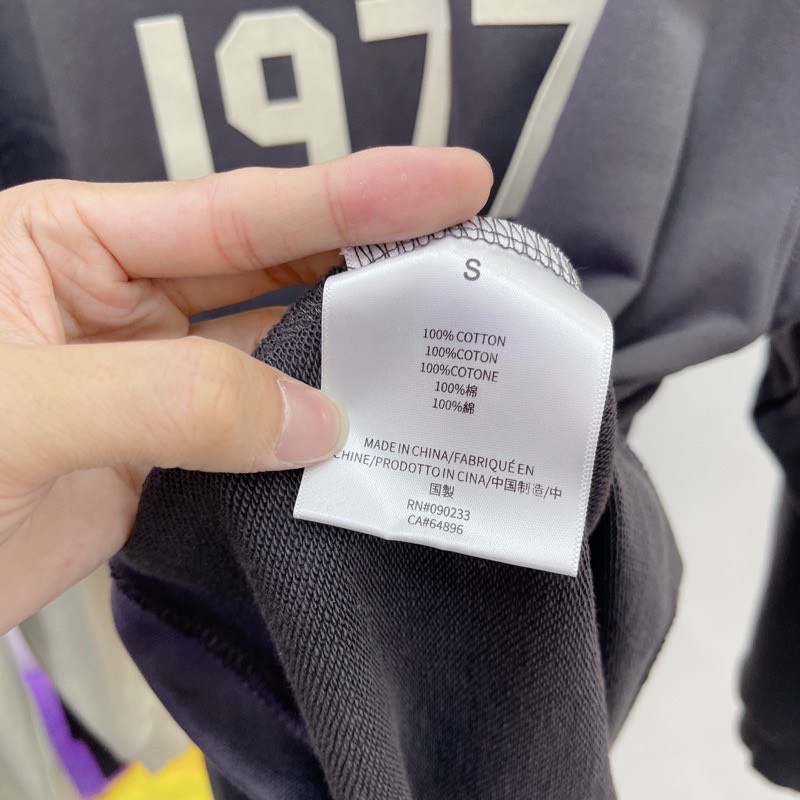 1977
S
100% COTTON
100%COTON
100%COTONE
100%棉
100%綿
MADE IN CHINA/FABRIQUÉ EN
CHINE/PRODOTTO IN CINA/中国制造/中
国製
RN#090233
CA#64896